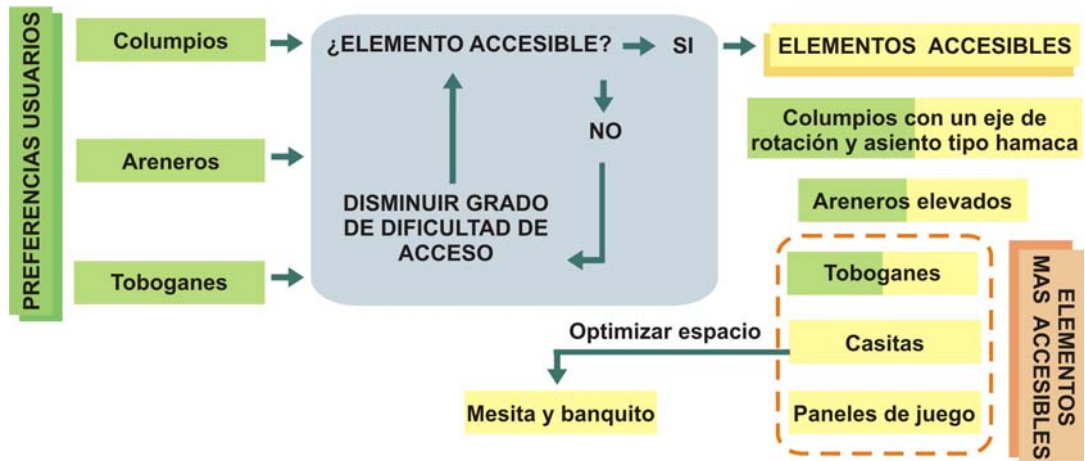 PREFERENCIAS USUARIOS
Columpios
Areneros
Toboganes
¿ELEMENTO ACCESIBLE?
SI
NO
DISMINUIR GRADO
DE DIFICULTAD DE
ACCESO
ELEMENTOS ACCESIBLES
Columpios con un eje de
rotación y asiento tipo hamaca
Areneros elevados
Toboganes
Casitas
Paneles de juego
ELEMENTOS
MAS ACCESIBLES
Optimizar espacio
Mesita y banquito